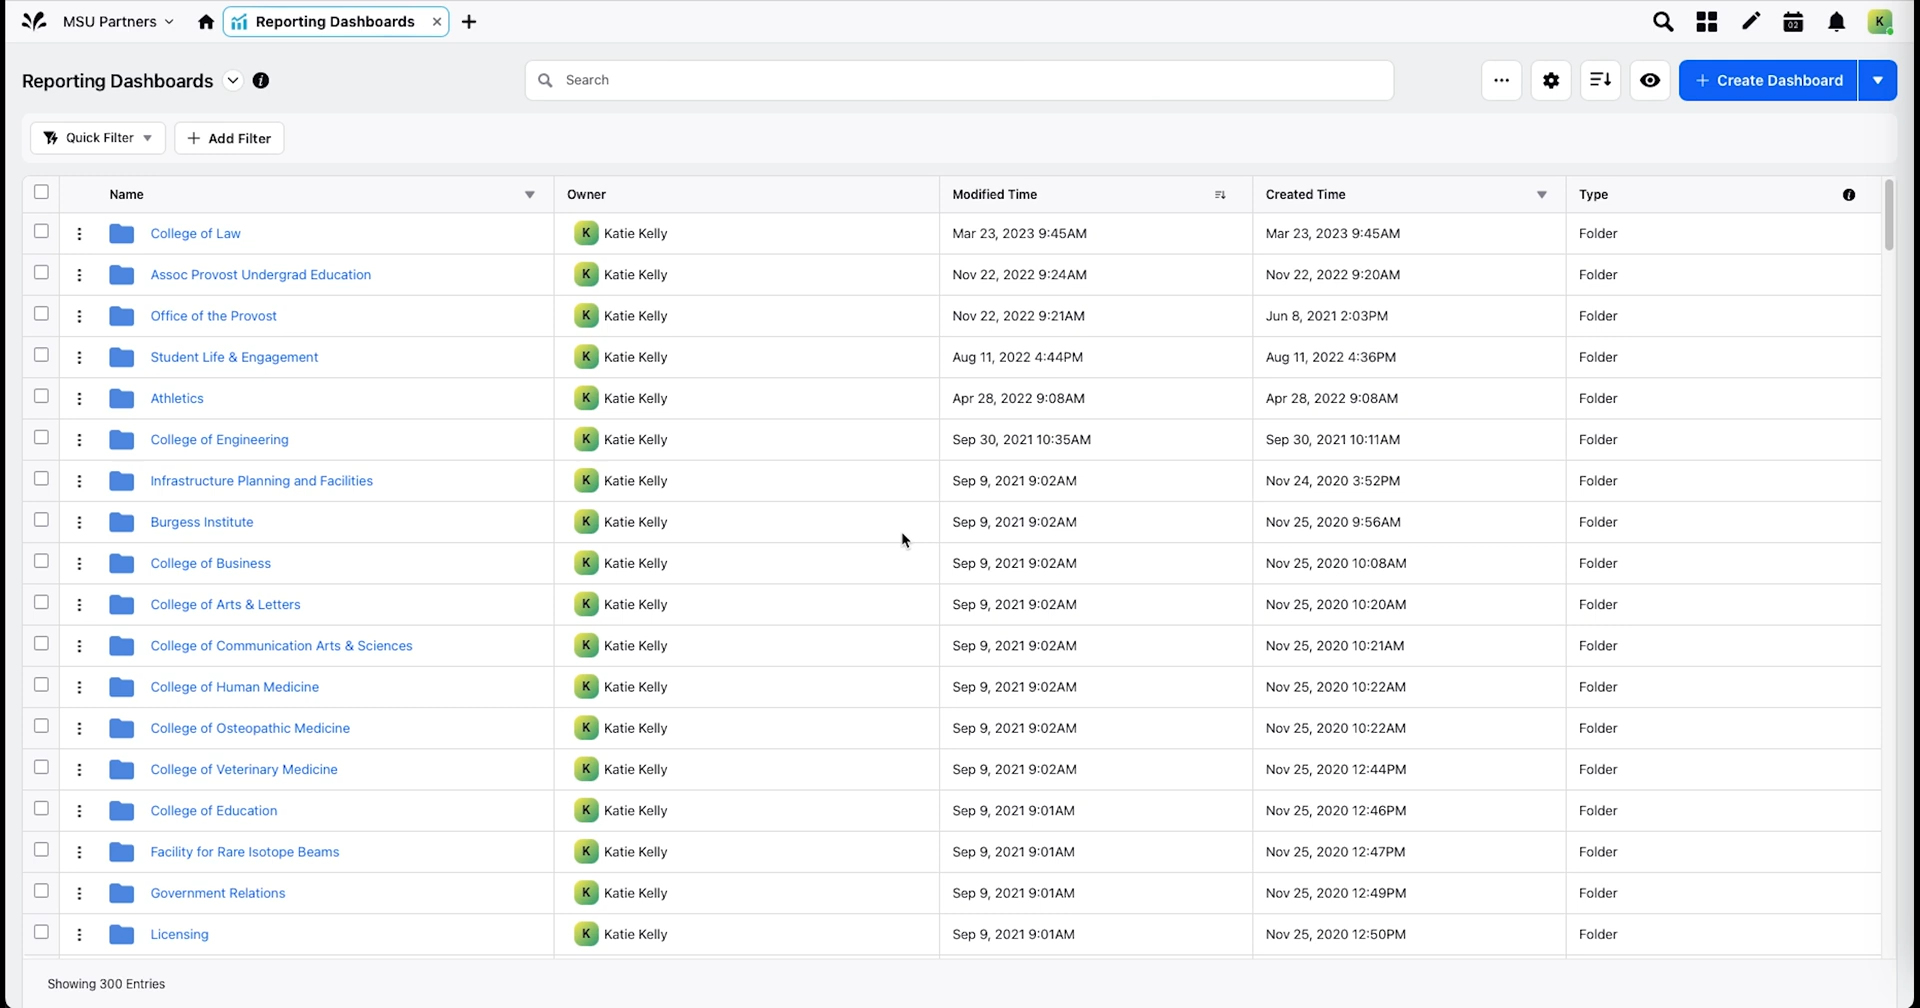 MSU Partners
Reporting Dashboards
02
K
Reporting Dashboards
Search
Create Dashboard
Quick Filter
Add Filter
Name Owner Modified Time Created Time Type
College of Law K Katie Kelly Mar 23, 2023 9:45AM Mar 23, 2023 9:45AM Folder
Assoc Provost Undergrad Education K Katie Kelly Nov 22, 2022 9:24AM Nov 22, 2022 9:20AM Folder
Office of the Provost K Katie Kelly Nov 22, 2022 9:21AM Jun 8, 2021 2:03PM Folder
Student Life & Engagement K Katie Kelly Aug 11, 2022 4:44PM Aug 11, 2022 4:36PM Folder
Athletics K Katie Kelly Apr 28, 2022 9:08AM Apr 28, 2022 9:08AM Folder
College of Engineering K Katie Kelly Sep 30, 2021 10:35AM Sep 30, 2021 10:11AM Folder
Infrastructure Planning and Facilities K Katie Kelly Sep 9, 2021 9:02AM Nov 24, 2020 3:52PM Folder
Burgess Institute K Katie Kelly Sep 9, 2021 9:02AM Nov 25, 2020 9:56AM Folder
College of Business K Katie Kelly Sep 9, 2021 9:02AM Nov 25, 2020 10:08AM Folder
College of Arts & Letters K Katie Kelly Sep 9, 2021 9:02AM Nov 25, 2020 10:20AM Folder
College of Communication Arts & Sciences K Katie Kelly Sep 9, 2021 9:02AM Nov 25, 2020 10:21AM Folder
College of Human Medicine K Katie Kelly Sep 9, 2021 9:02AM Nov 25, 2020 10:22AM Folder
College of Osteopathic Medicine K Katie Kelly Sep 9, 2021 9:02AM Nov 25, 2020 10:22AM Folder
College of Veterinary Medicine K Katie Kelly Sep 9, 2021 9:02AM Nov 25, 2020 12:44PM Folder
College of Education K Katie Kelly Sep 9, 2021 9:01AM Nov 25, 2020 12:46PM Folder
Facility for Rare Isotope Beams K Katie Kelly Sep 9, 2021 9:01AM Nov 25, 2020 12:47PM Folder
Government Relations K Katie Kelly Sep 9, 2021 9:01AM Nov 25, 2020 12:49PM Folder
Licensing K Katie Kelly Sep 9, 2021 9:01AM Nov 25, 2020 12:50PM Folder
Showing 300 Entries